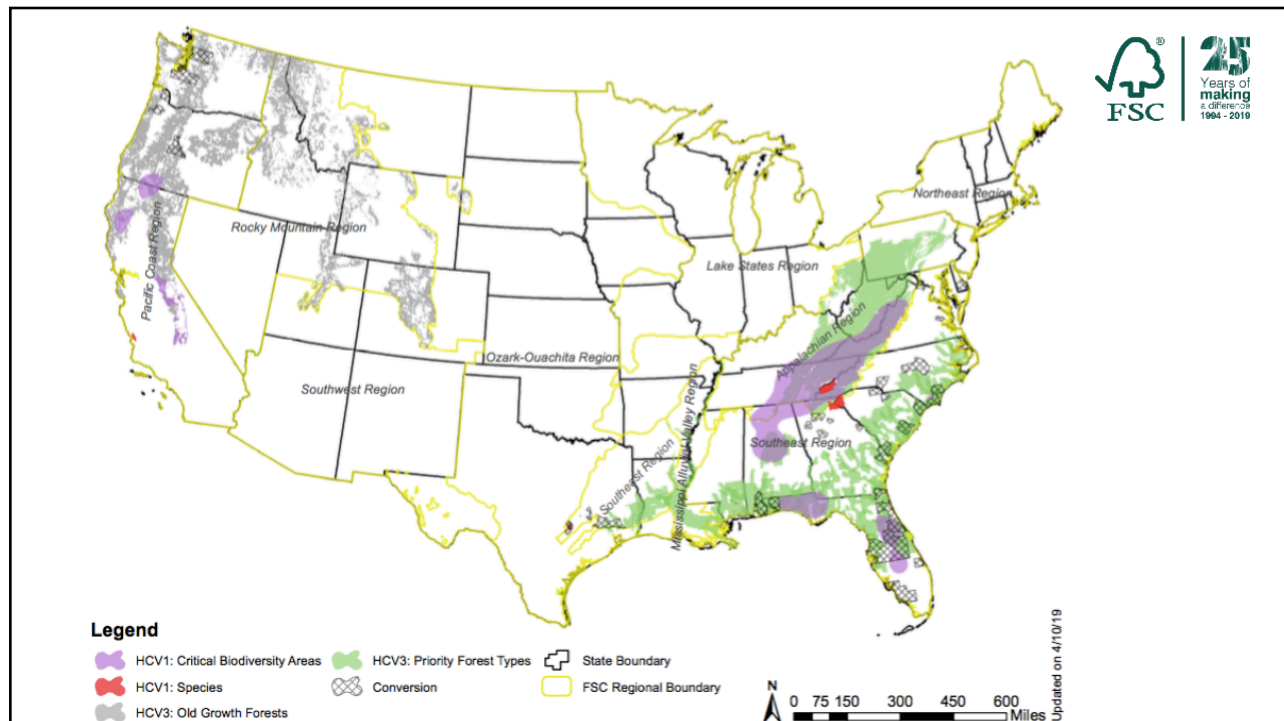 FSC
®
25
Years of
making
a difference
1994 - 2019
Northeast Region
Rocky Mountain Region
Pacific Coast Region
Lake States Region
Appalachian Region
Ozark-Ouachita Region
Southwest Region
Southeast Region
Mississippi Alluvial Valley Region
Southeast Region
Legend
HCV1: Critical Biodiversity Areas
HCV1: Species
HCV3: Old Growth Forests
HCV3: Priority Forest Types
Conversion
State Boundary
FSC Regional Boundary
N
0 75 150 300 450 600
Miles
Updated on 4/10/19